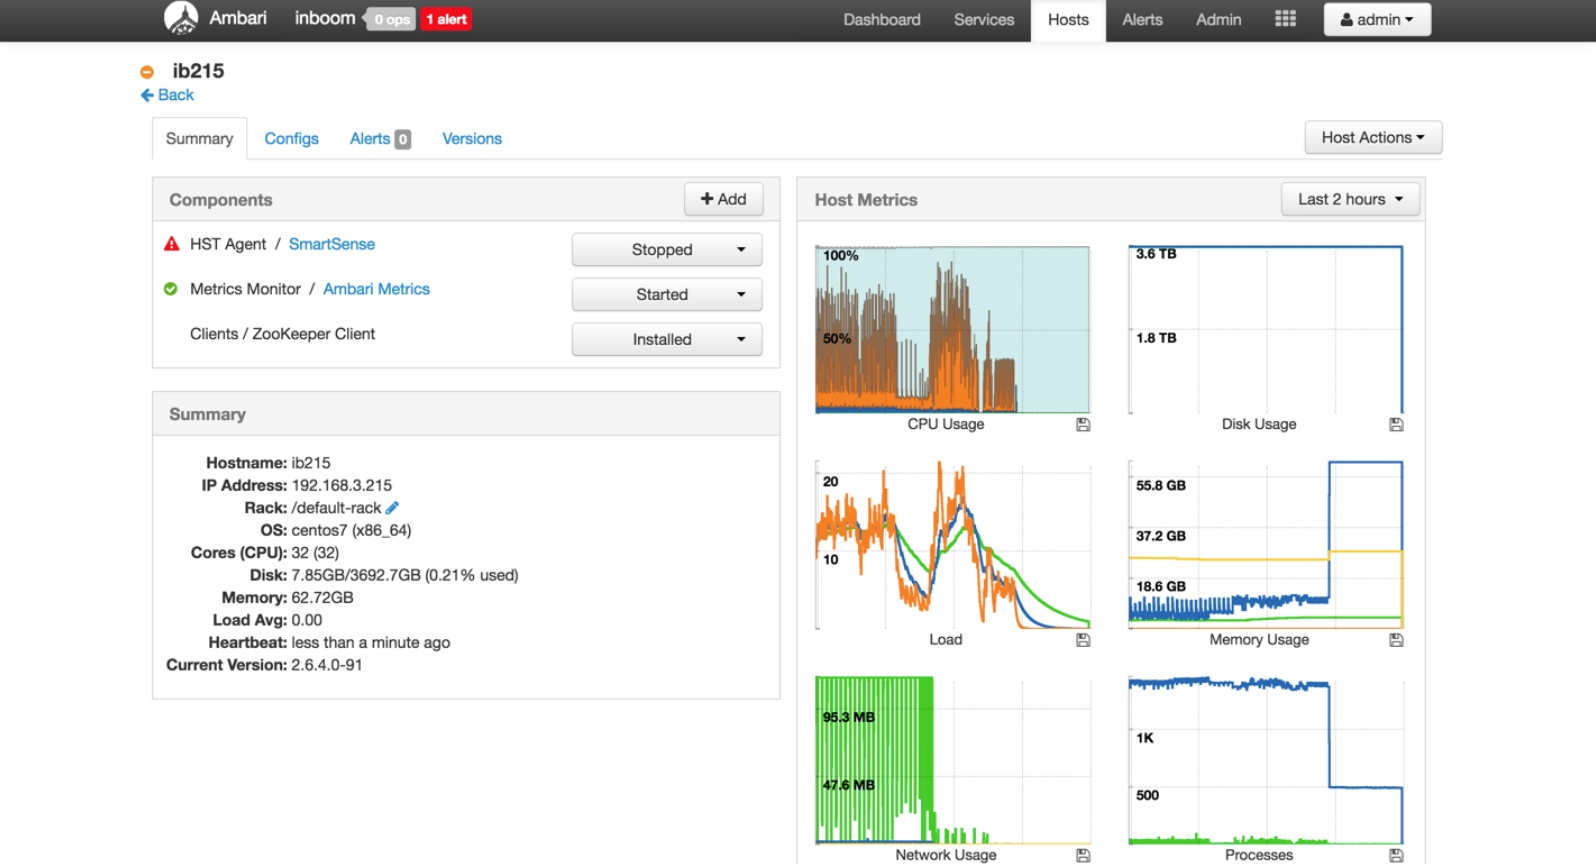 Ambari inboom 0 ops 1 alert Dashboard Services Hosts Alerts Admin admin
ib215
Back
Summary Configs Alerts 0 Versions Host Actions
Components + Add
HST Agent / SmartSense Stopped
Metrics Monitor / Ambari Metrics Started
Clients / ZooKeeper Client Installed
Summary
Hostname: ib215
IP Address: 192.168.3.215
Rack: /default-rack
OS: centos7 (x86_64)
Cores (CPU): 32 (32)
Disk: 7.85GB/3692.7GB (0.21% used)
Memory: 62.72GB
Load Avg: 0.00
Heartbeat: less than a minute ago
Current Version: 2.6.4.0-91
Host Metrics Last 2 hours
100%
50%
CPU Usage
3.6 TB
1.8 TB
Disk Usage
20
10
Load
55.8 GB
37.2 GB
18.6 GB
Memory Usage
95.3 MB
47.6 MB
Network Usage
1K
500
Processes